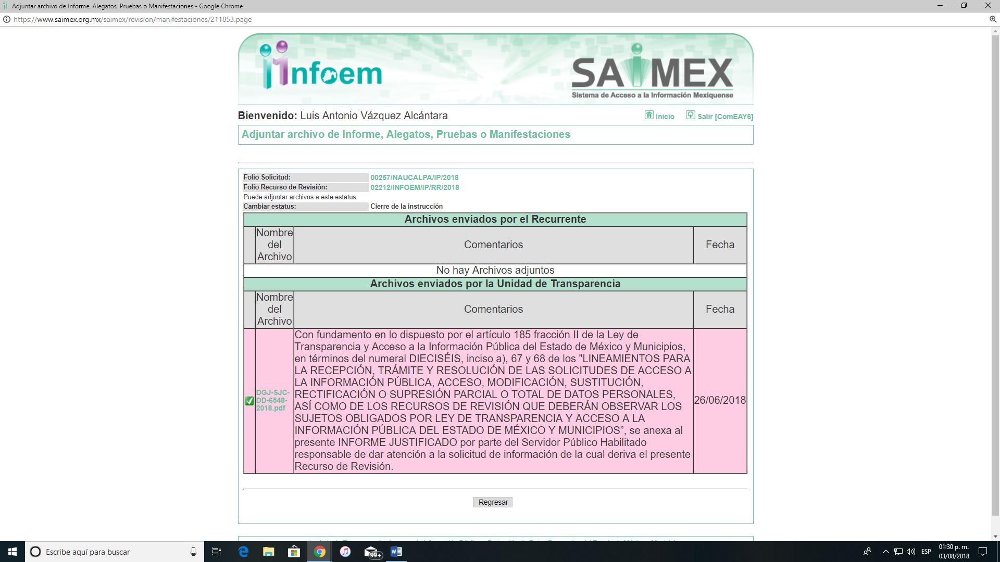 Adjuntar archivo de Informe, Alegatos, Pruebas o Manifestaciones - Google Chrome
https://www.saimex.org.mx/saimex/revision/manifestaciones/211853.page
infoem
SAIMEX
Sistema de Acceso a la Información Mexiquense
Bienvenido: Luis Antonio Vázquez Alcántara
Inicio
Salir [ComEAY6]
Adjuntar archivo de Informe, Alegatos, Pruebas o Manifestaciones
Folio Solicitud: 00257/NAUCALPA/IP/2018
Folio Recurso de Revisión: 02212/INFOEM/IP/RR/2018
Puede adjuntar archivos a este estatus
Cambiar estatus: Cierre de la instrucción
Archivos enviados por el Recurrente
Nombre
del
Archivo
Comentarios
Fecha
No hay Archivos adjuntos
Archivos enviados por la Unidad de Transparencia
Nombre
del
Archivo
Comentarios
Fecha
DGJ-SJC-
DD-6548-
2018.pdf
Con fundamento en lo dispuesto por el artículo 185 fracción II de la Ley de
Transparencia y Acceso a la Información Pública del Estado de México y Municipios,
en términos del numeral DIECISÉIS, inciso a), 67 y 68 de los "LINEAMIENTOS PARA
LA RECEPCIÓN, TRÁMITE Y RESOLUCIÓN DE LAS SOLICITUDES DE ACCESO A
LA INFORMACIÓN PÚBLICA, ACCESO, MODIFICACIÓN, SUSTITUCIÓN,
RECTIFICACIÓN O SUPRESIÓN PARCIAL O TOTAL DE DATOS PERSONALES,
ASÍ COMO DE LOS RECURSOS DE REVISIÓN QUE DEBERÁN OBSERVAR LOS
SUJETOS OBLIGADOS POR LEY DE TRANSPARENCIA Y ACCESO A LA
INFORMACIÓN PÚBLICA DEL ESTADO DE MÉXICO Y MUNICIPIOS”, se anexa al
presente INFORME JUSTIFICADO por parte del Servidor Público Habilitado
responsable de dar atención a la solicitud de información de la cual deriva el presente
Recurso de Revisión.
26/06/2018
Regresar
Escribe aquí para buscar
99+
ESP
01:30 p. m.
03/08/2018